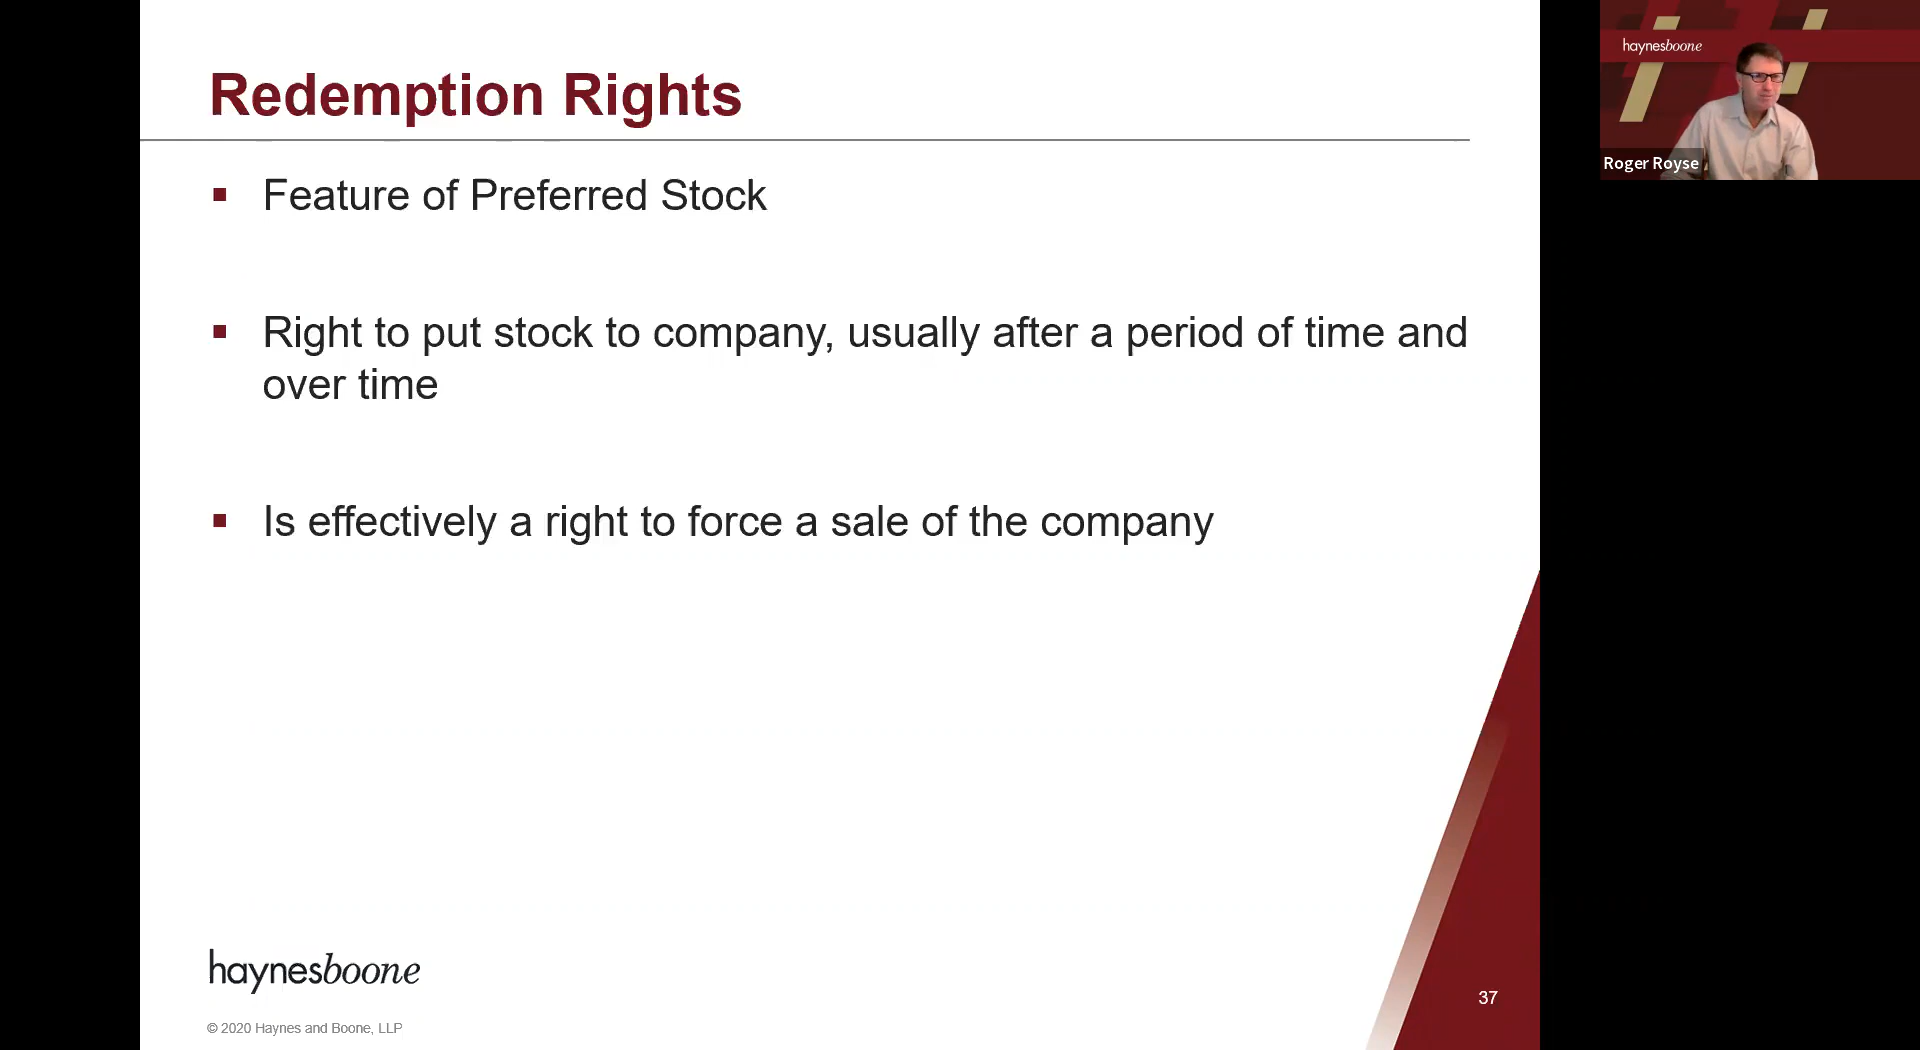 Redemption Rights
Feature of Preferred Stock
Right to put stock to company, usually after a period of time and
over time
Is effectively a right to force a sale of the company
haynesboone
© 2020 Haynes and Boone, LLP
37
haynesboone
Roger Royse